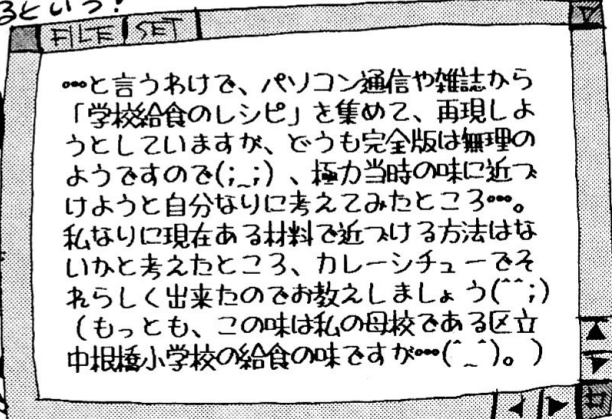 るというう?
FILE SET
…と言うわけで、パソコン通信や雑誌から
「学校給食のレシピ」を集めて、再現しよ
うとしていますが、どうも完全版は無理の
ようですので(;_;)、極力当時の味に近づ
けようと自分なりに考えてみたところ…。
私なりに現在ある材料で近づける方法はな
いかと考えたところ、カレーシチューでそ
れらしく出来たのでお教えしましょう(^^;)
(もっとも、この味は私の母校である区立
中根橋小学校の給食の味ですが…(^_^)。)